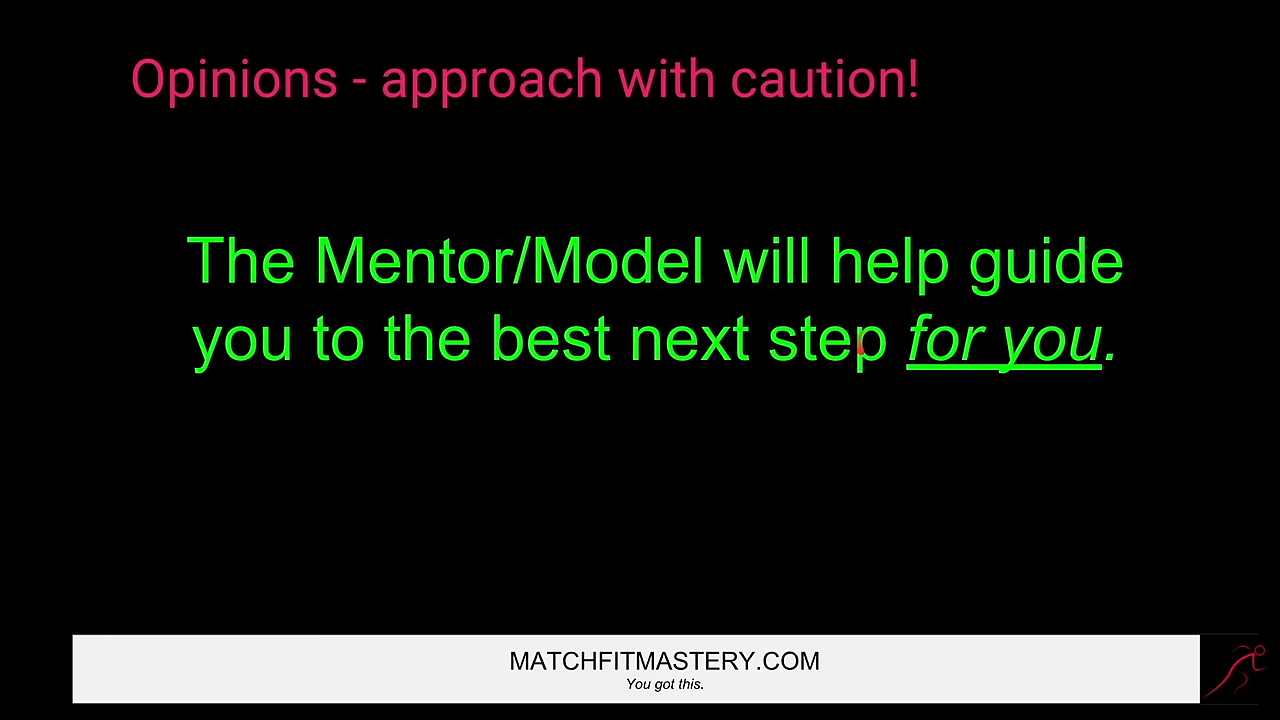 Opinions - approach with caution!
The Mentor/Model will help guide
you to the best next step for you.
MATCHFITMASTERY.COM
You got this.